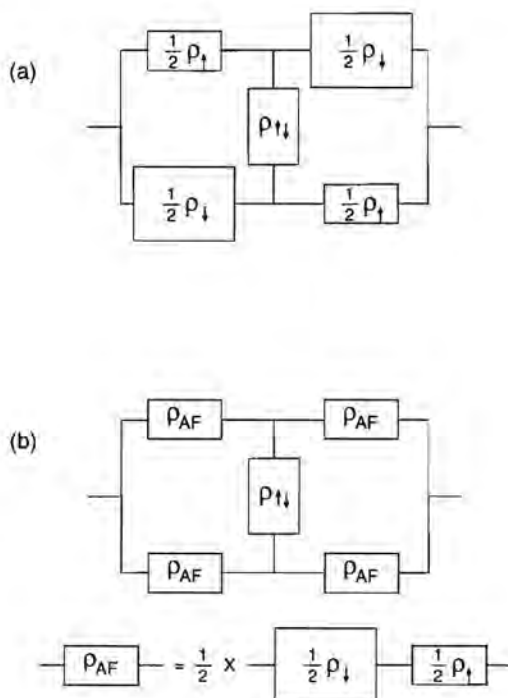 (a)
½ ρ↑
½ ρ↓
ρ↑↓
½ ρ↓
½ ρ↑
(b)
ρAF
ρAF
ρ↑↓
ρAF
ρAF
ρAF = ½ x ½ ρ↓ ½ ρ↑